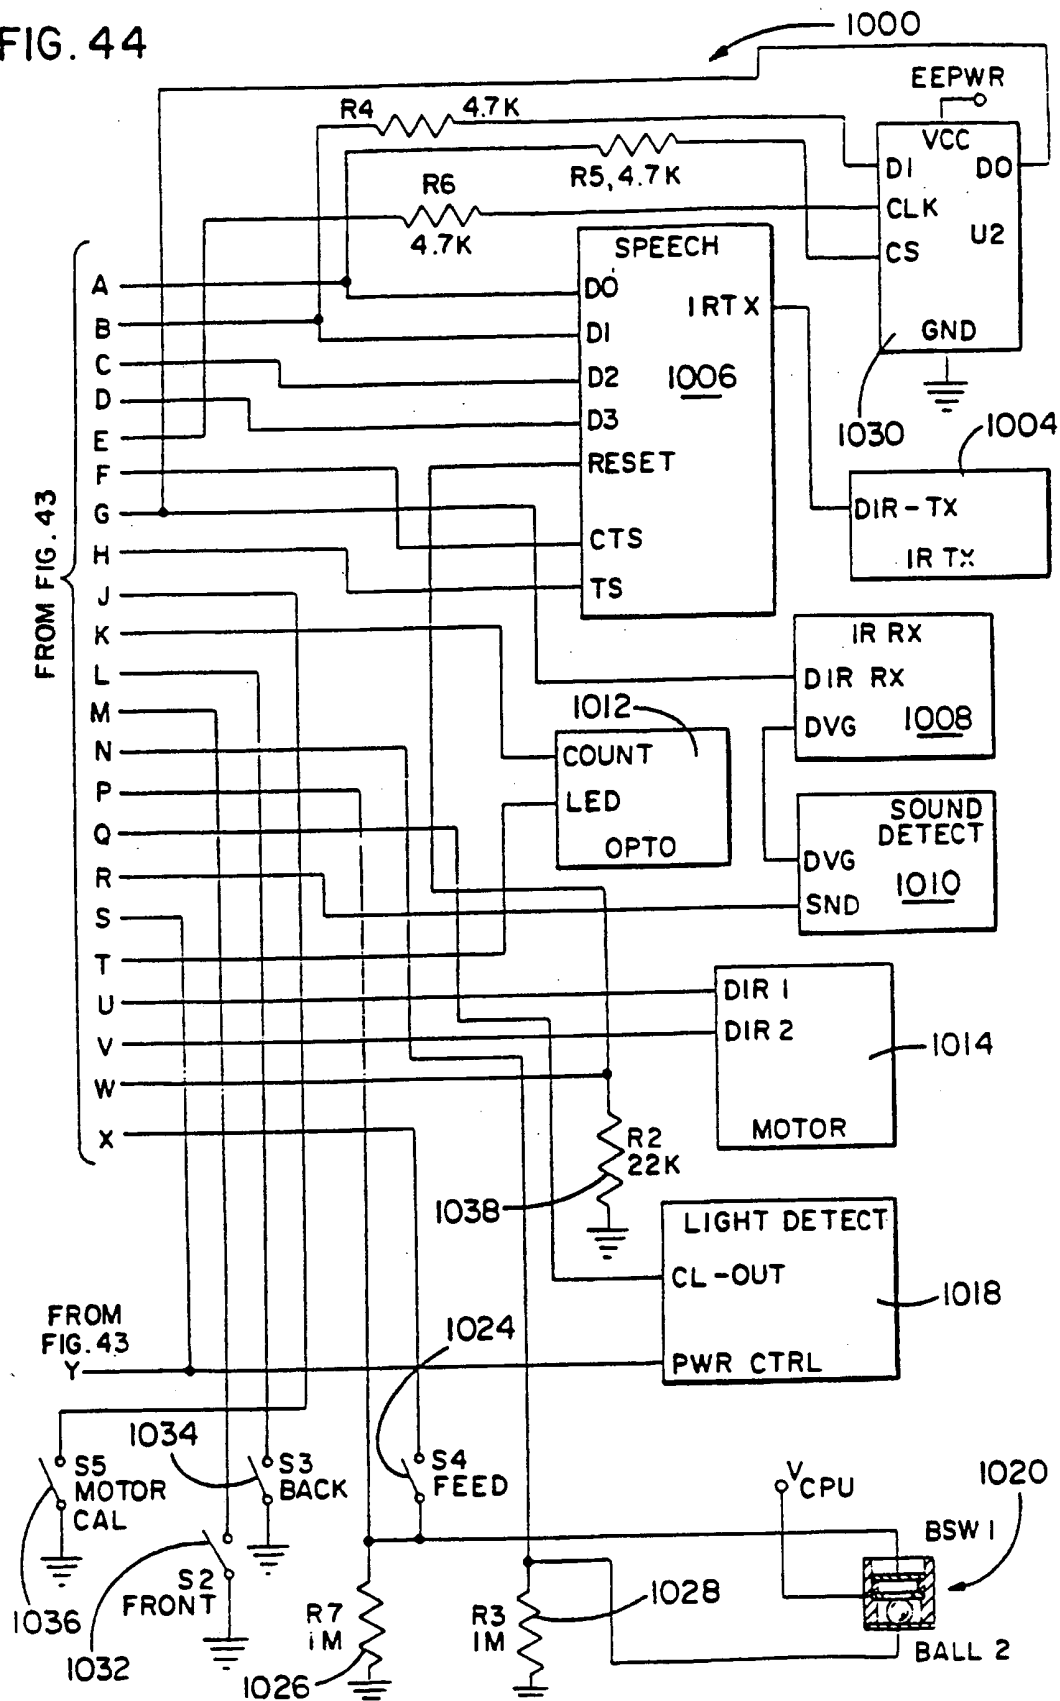 FIG. 44
1000
EEPWR
R4
4.7K
VCC
DI
DO
R5, 4.7K
R6
4.7K
CLK
U2
CS
GND
1030
SPEECH
DO
IRTX
D1
D2
1006
D3
RESET
CTS
TS
1004
DIR-TX
IR TX
FROM FIG. 43
A
B
C
D
E
F
G
H
J
K
L
M
N
P
Q
R
S
T
U
V
W
X
IR RX
DIR RX
DVG
1008
1012
COUNT
LED
OPTO
SOUND
DETECT
DVG
1010
SND
DIR 1
DIR 2
1014
MOTOR
R2
22K
1038
LIGHT DETECT
CL-OUT
1018
PWR CTRL
FROM
FIG. 43
Y
1024
1034
S5
MOTOR
CAL
S3
BACK
S4
FEED
VCPU
1020
BSW 1
S2
FRONT
1036
1032
R7
1M
1026
R3
1M
1028
BALL 2